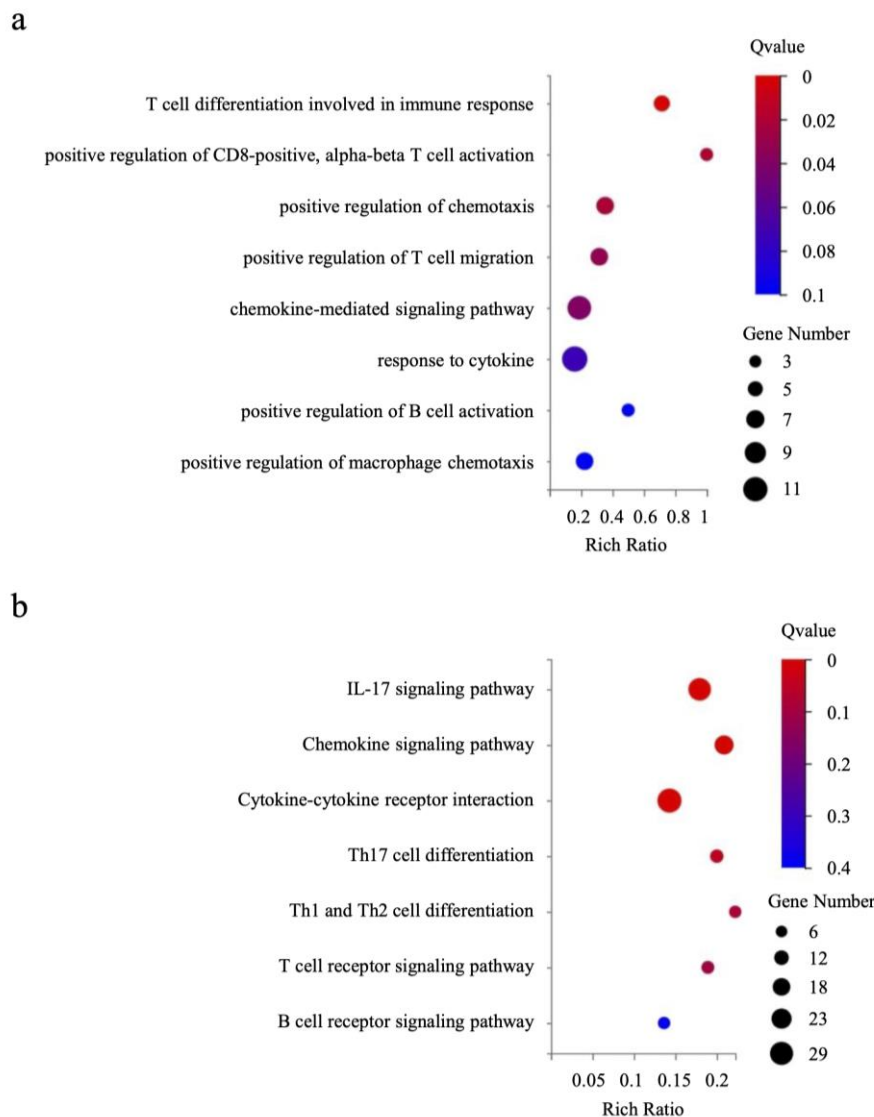 a
Qvalue
0
0.02
0.04
0.06
0.08
0.1
T cell differentiation involved in immune response
positive regulation of CD8-positive, alpha-beta T cell activation
positive regulation of chemotaxis
positive regulation of T cell migration
chemokine-mediated signaling pathway
response to cytokine
positive regulation of B cell activation
positive regulation of macrophage chemotaxis
Gene Number
3
5
7
9
11
0.2 0.4 0.6 0.8 1
Rich Ratio
b
Qvalue
0
0.1
0.2
0.3
0.4
IL-17 signaling pathway
Chemokine signaling pathway
Cytokine-cytokine receptor interaction
Th17 cell differentiation
Th1 and Th2 cell differentiation
T cell receptor signaling pathway
B cell receptor signaling pathway
Gene Number
6
12
18
23
29
0.05 0.1 0.15 0.2
Rich Ratio